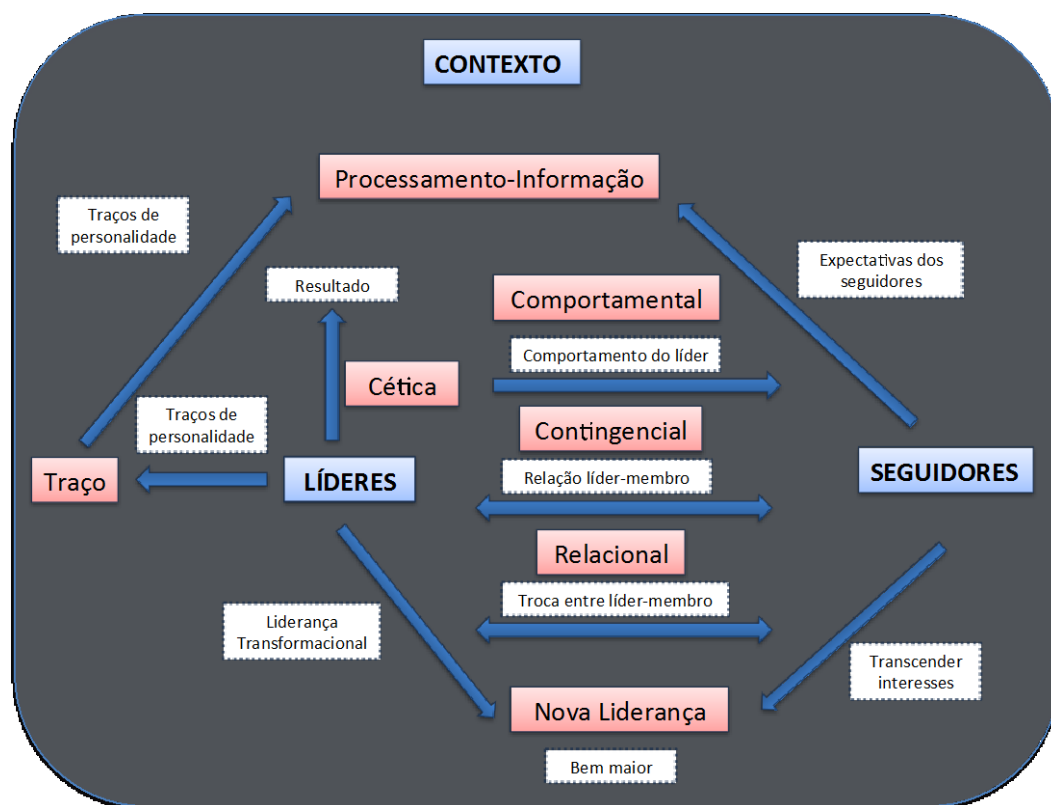 CONTEXTO
Processamento-Informação
Traços de
personalidade
Expectativas dos
seguidores
Resultado
Comportamental
Comportamento do líder
Cética
Traços de
personalidade
Contingencial
Traço
LÍDERES
Relação líder-membro
SEGUIDORES
Relacional
Troca entre líder-membro
Liderança
Transformacional
Transcender
interesses
Nova Liderança
Bem maior